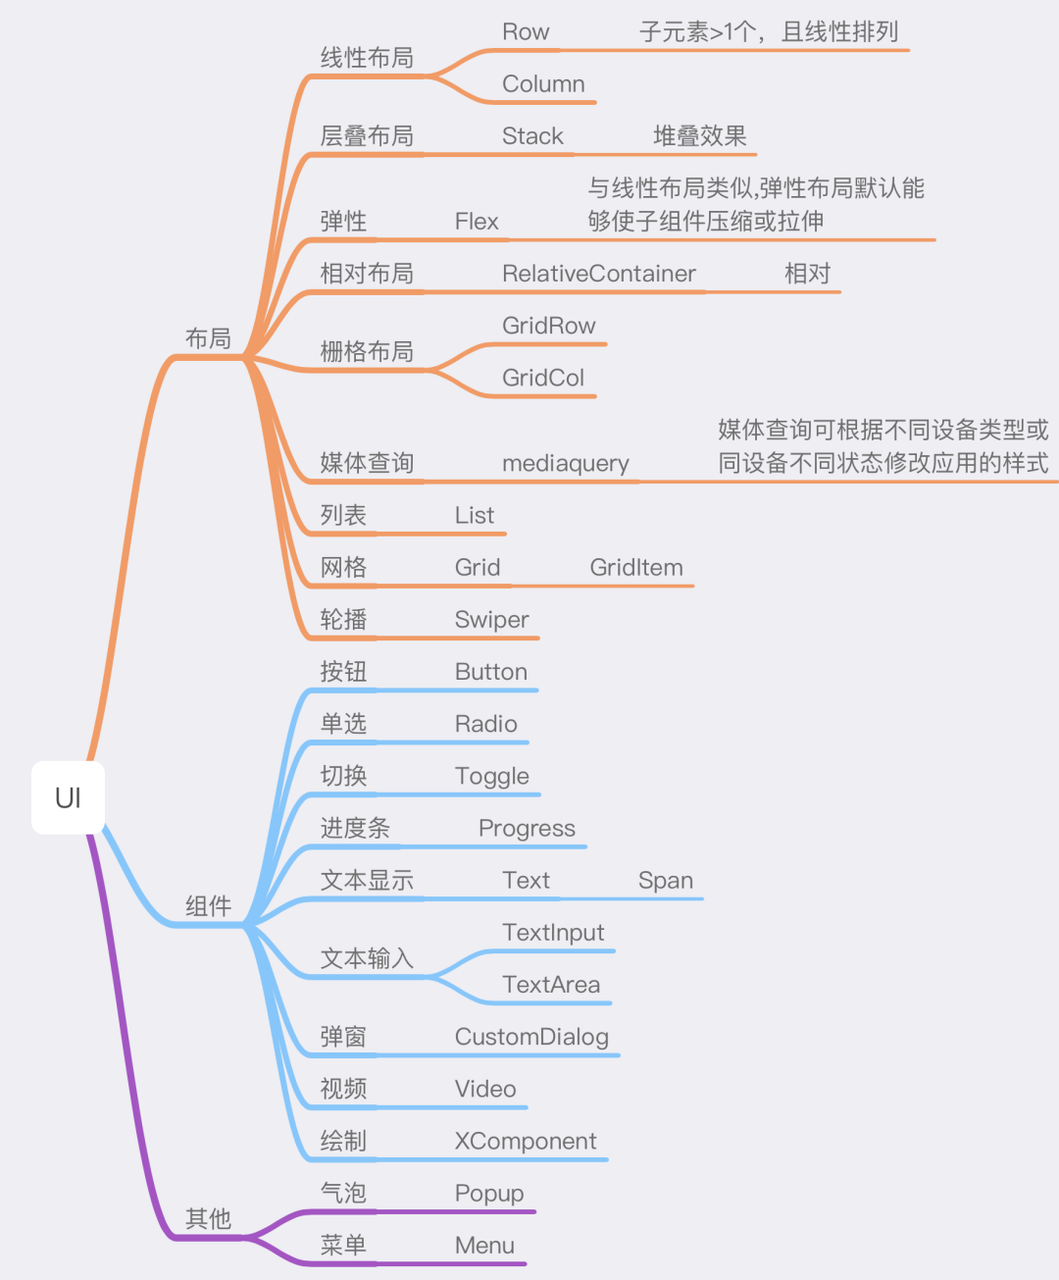 UI
布局
线性布局
Row
子元素>1个，且线性排列
Column
层叠布局
Stack
堆叠效果
弹性
Flex
与线性布局类似,弹性布局默认能
够使子组件压缩或拉伸
相对布局
RelativeContainer
相对
栅格布局
GridRow
GridCol
媒体查询
mediaquery
媒体查询可根据不同设备类型或
同设备不同状态修改应用的样式
列表
List
网格
Grid
GridItem
轮播
Swiper
组件
按钮
Button
单选
Radio
切换
Toggle
进度条
Progress
文本显示
Text
Span
文本输入
TextInput
TextArea
弹窗
CustomDialog
视频
Video
绘制
XComponent
其他
气泡
Popup
菜单
Menu